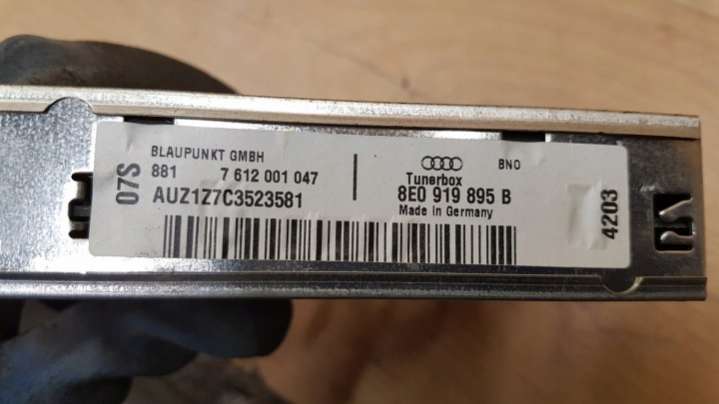 07S
BLAUPUNKT GMBH
881 7 612 001 047
AUZ1Z7C3523581
BNO
Tunerbox
8E0 919 895 B
Made in Germany
4203